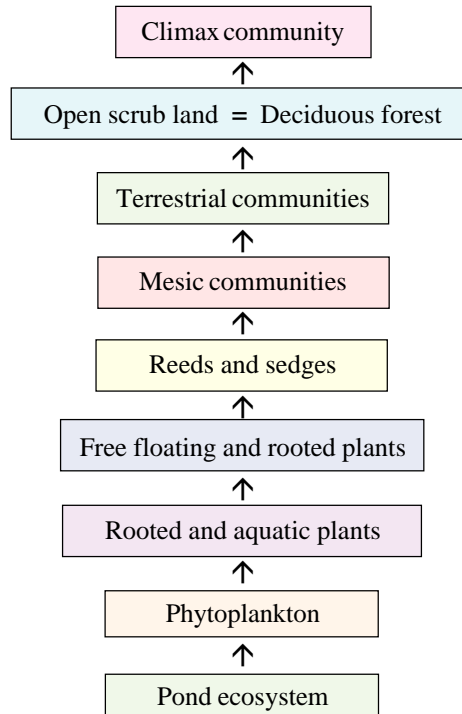 Climax community
Open scrub land = Deciduous forest
Terrestrial communities
Mesic communities
Reeds and sedges
Free floating and rooted plants
Rooted and aquatic plants
Phytoplankton
Pond ecosystem